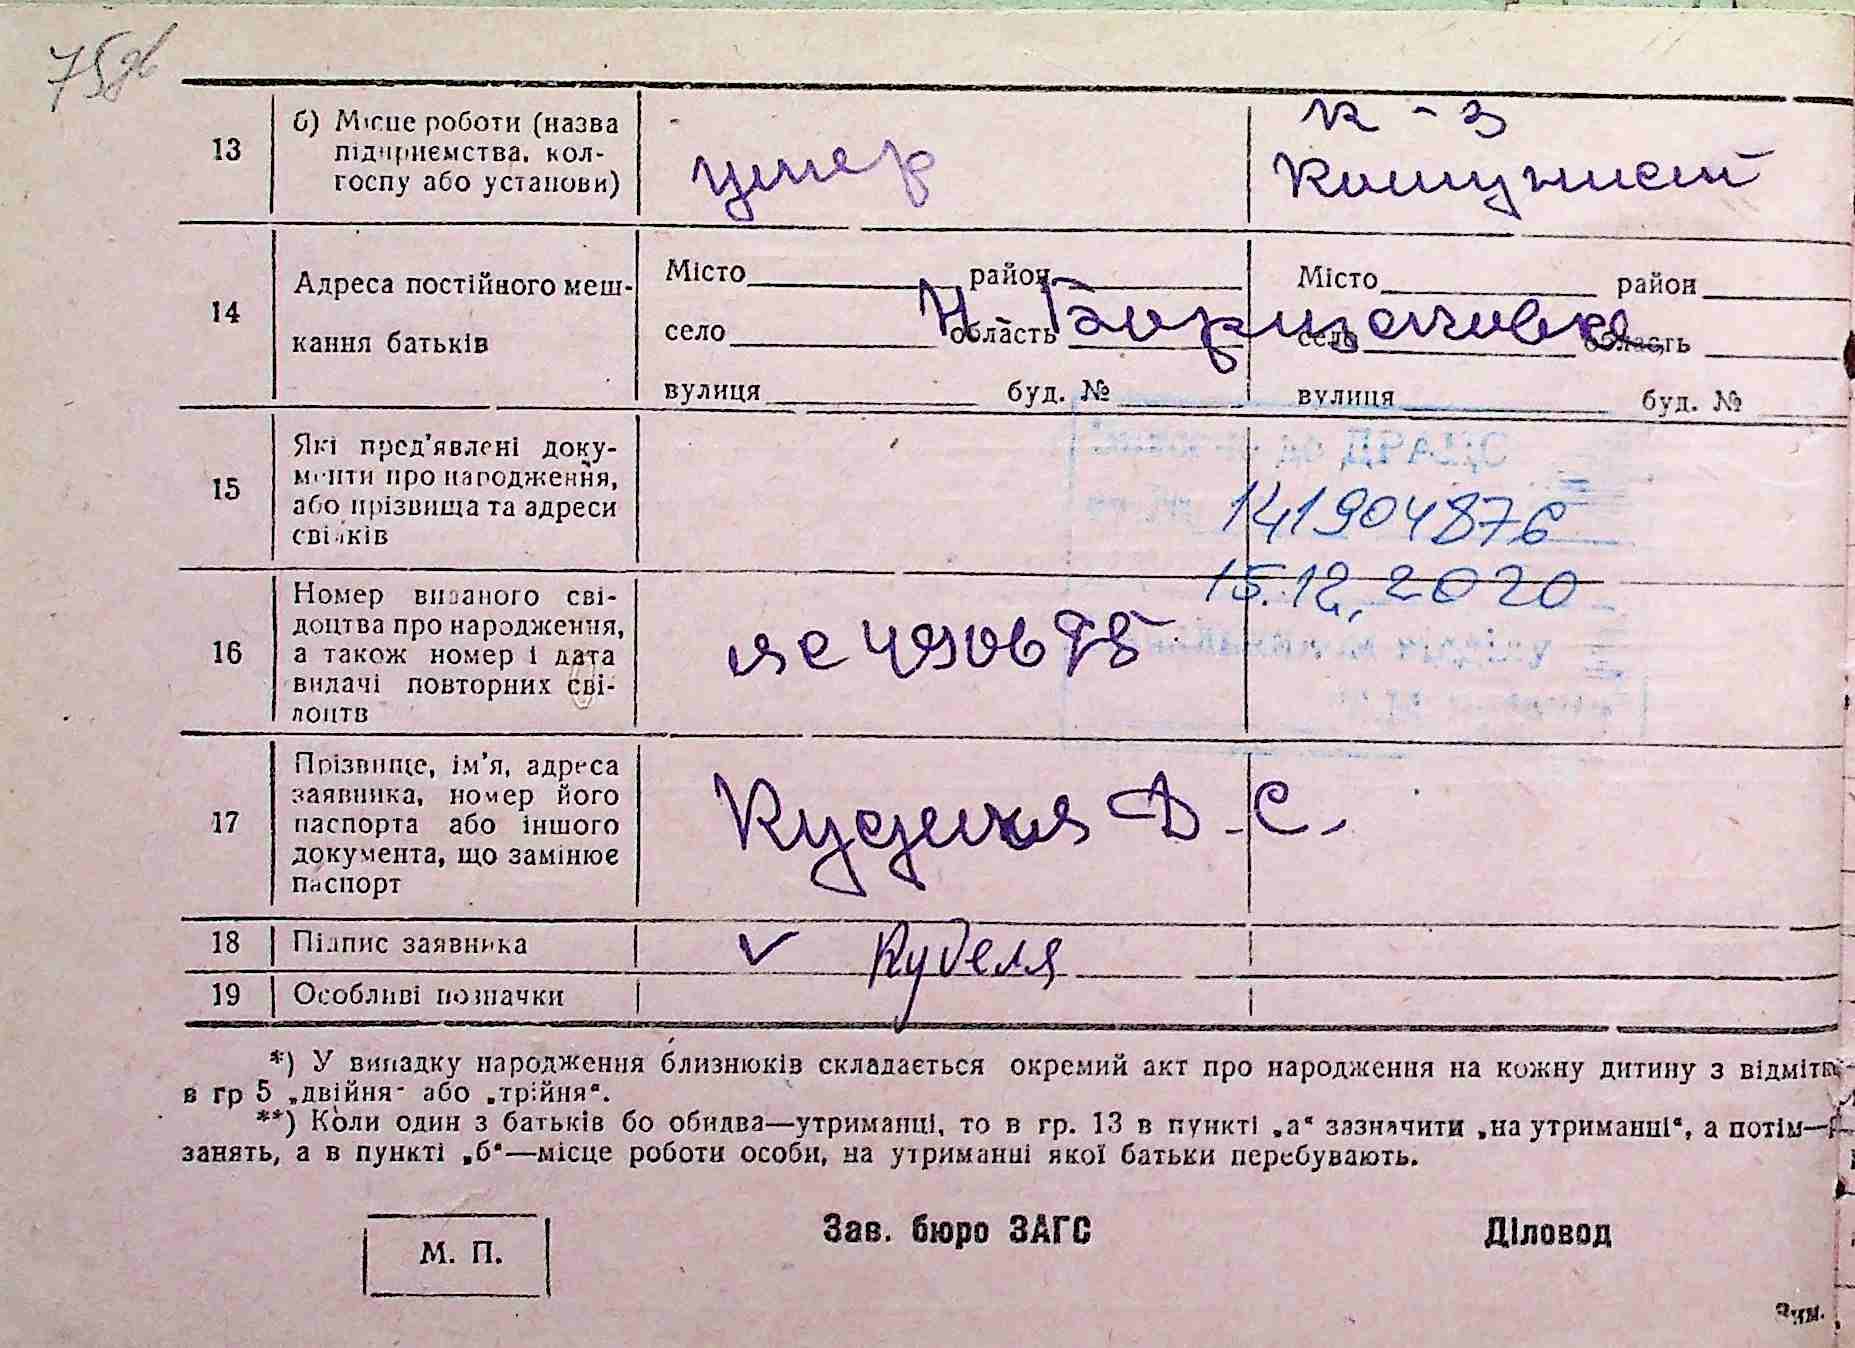 75
13
б) Місце роботи (назва
підприємства, кол-
госпу або установи)
умер
к-з
Комунист
14
Адреса постійного меш-
кання батьків
Місто район
село область
вулиця буд. №
Місто район
село область
вулиця буд. №
Н
15
Які пред'явлені доку-
менти про народження,
або прізвища та адреси
свідків
ДРАЦС
141904876
15.12.2020
16
Номер виданого сві-
доцтва про народження,
а також номер і дата
видачі повторних сві-
доцтв
відділу
17
Прізвище, ім'я, адреса
заявника, номер його
паспорта або іншого
документа, що замінює
паспорт
Куделя Д. С.
18
Підпис заявника
Куделя
19
Особливі позначки
*) У випадку народження близнюків складається окремий акт про народження на кожну дитину з відмітк
в гр 5 „двійня“ або „трійня“.
**) Коли один з батьків бо обидва—утриманці, то в гр. 13 в пункті „а“ зазначити „на утриманні“, а потім—
занять, а в пункті „б“—місце роботи особи, на утриманні якої батьки перебувають.
М. П.
Зав. бюро ЗАГС
Діловод